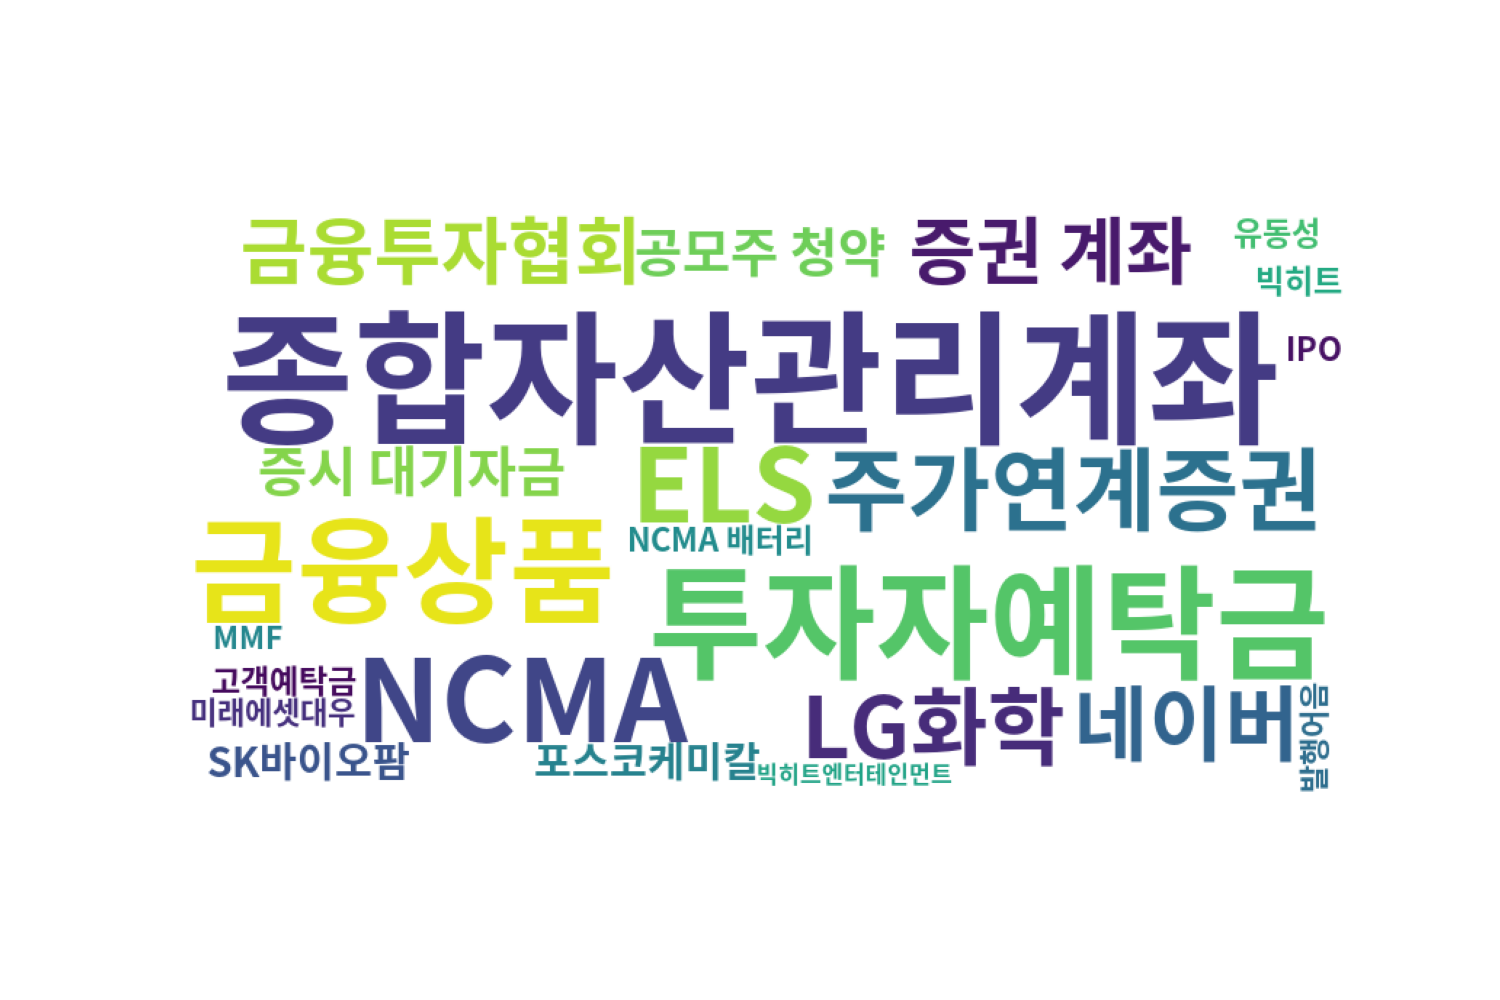 금융투자협회 공모주 청약 증권 계좌 유동성
빅히트
종합자산관리계좌 IPO
증시 대기자금 ELS 주가연계증권
금융상품 NCMA 배터리
투자자예탁금
MMF
고객예탁금
미래에셋대우 NCMA LG화학 네이버 발행어음
SK바이오팜 포스코케미칼 빅히트엔터테인먼트